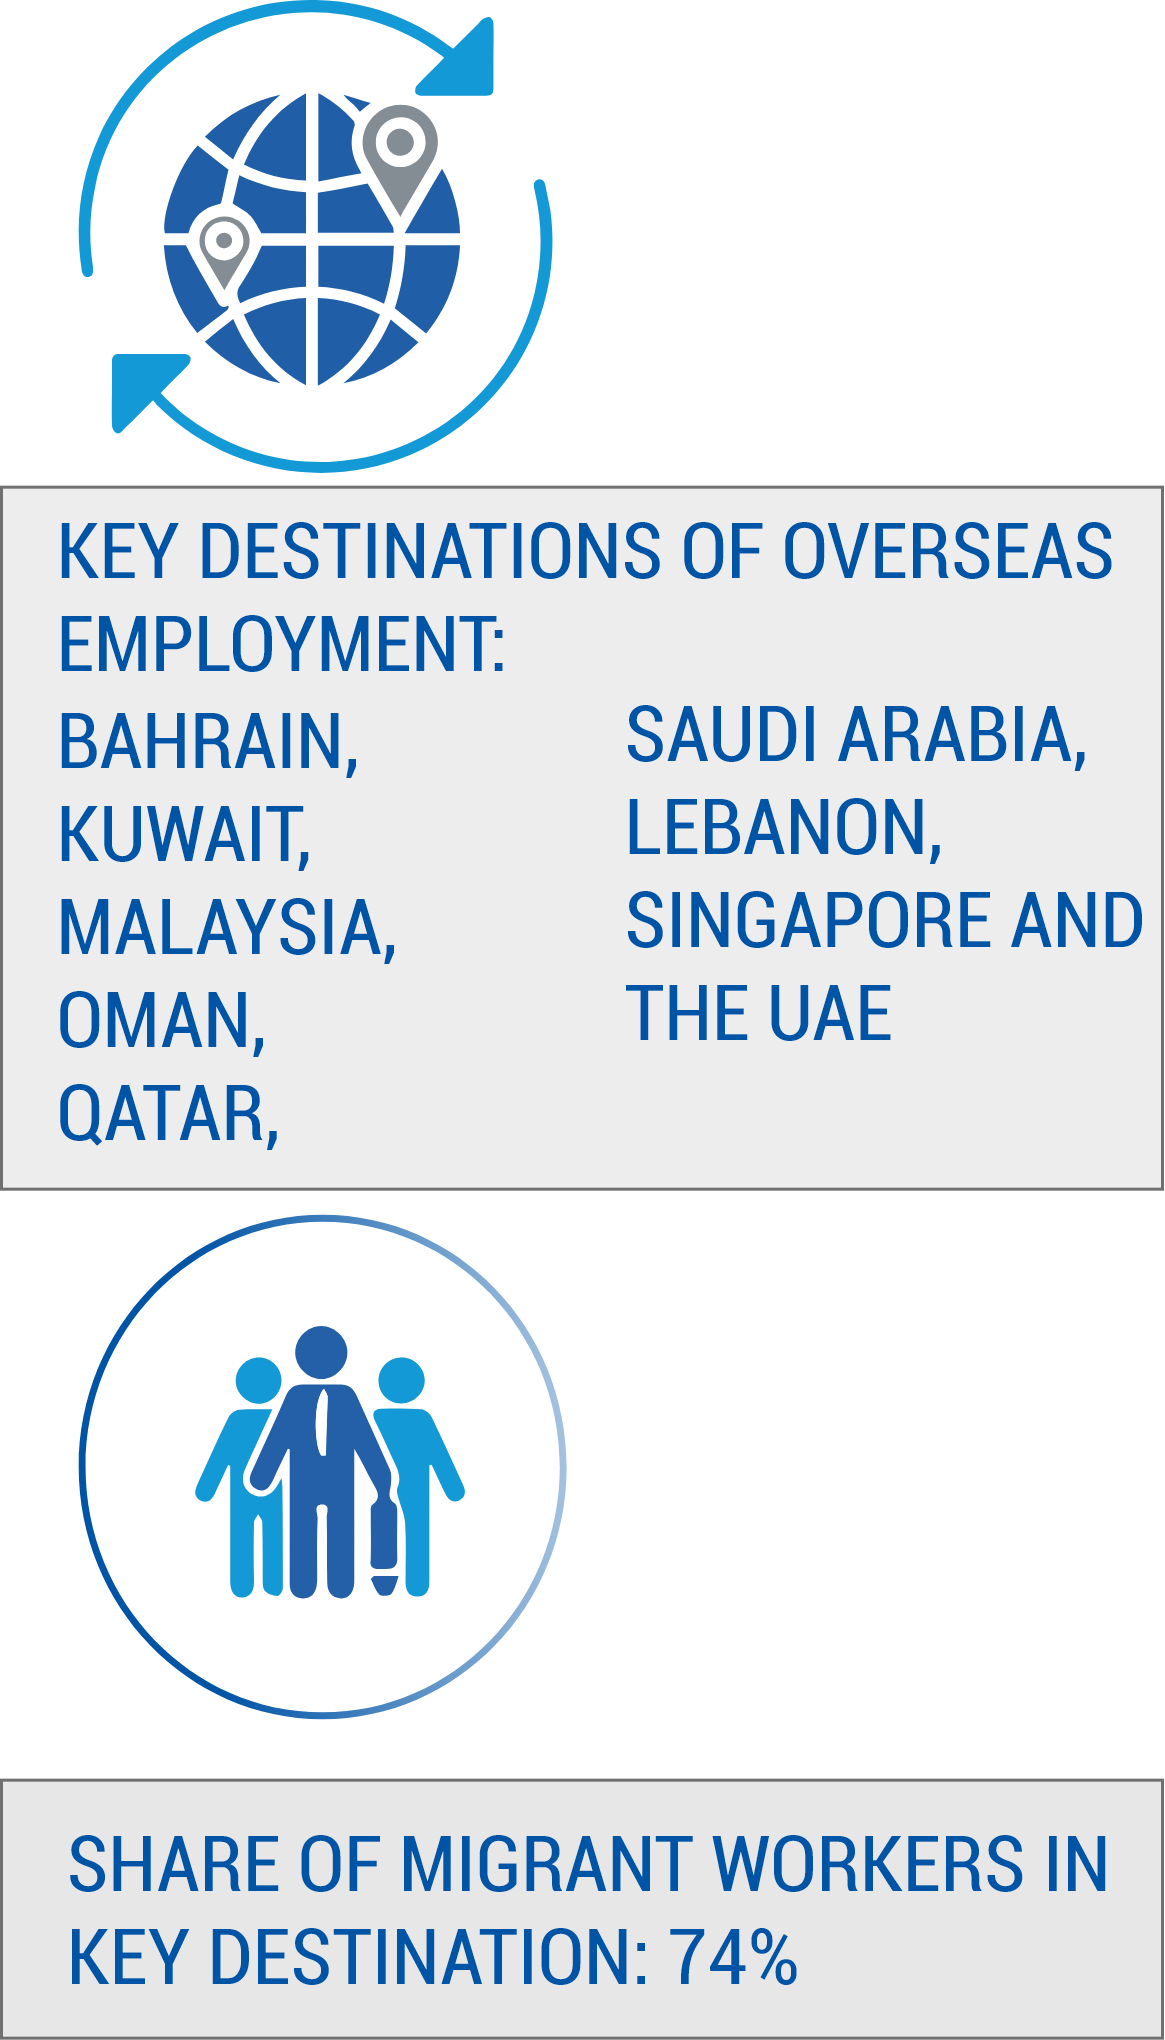 KEY DESTINATIONS OF OVERSEAS
EMPLOYMENT:
BAHRAIN,
KUWAIT,
MALAYSIA,
OMAN,
QATAR,
SAUDI ARABIA,
LEBANON,
SINGAPORE AND
THE UAE
SHARE OF MIGRANT WORKERS IN
KEY DESTINATION: 74%